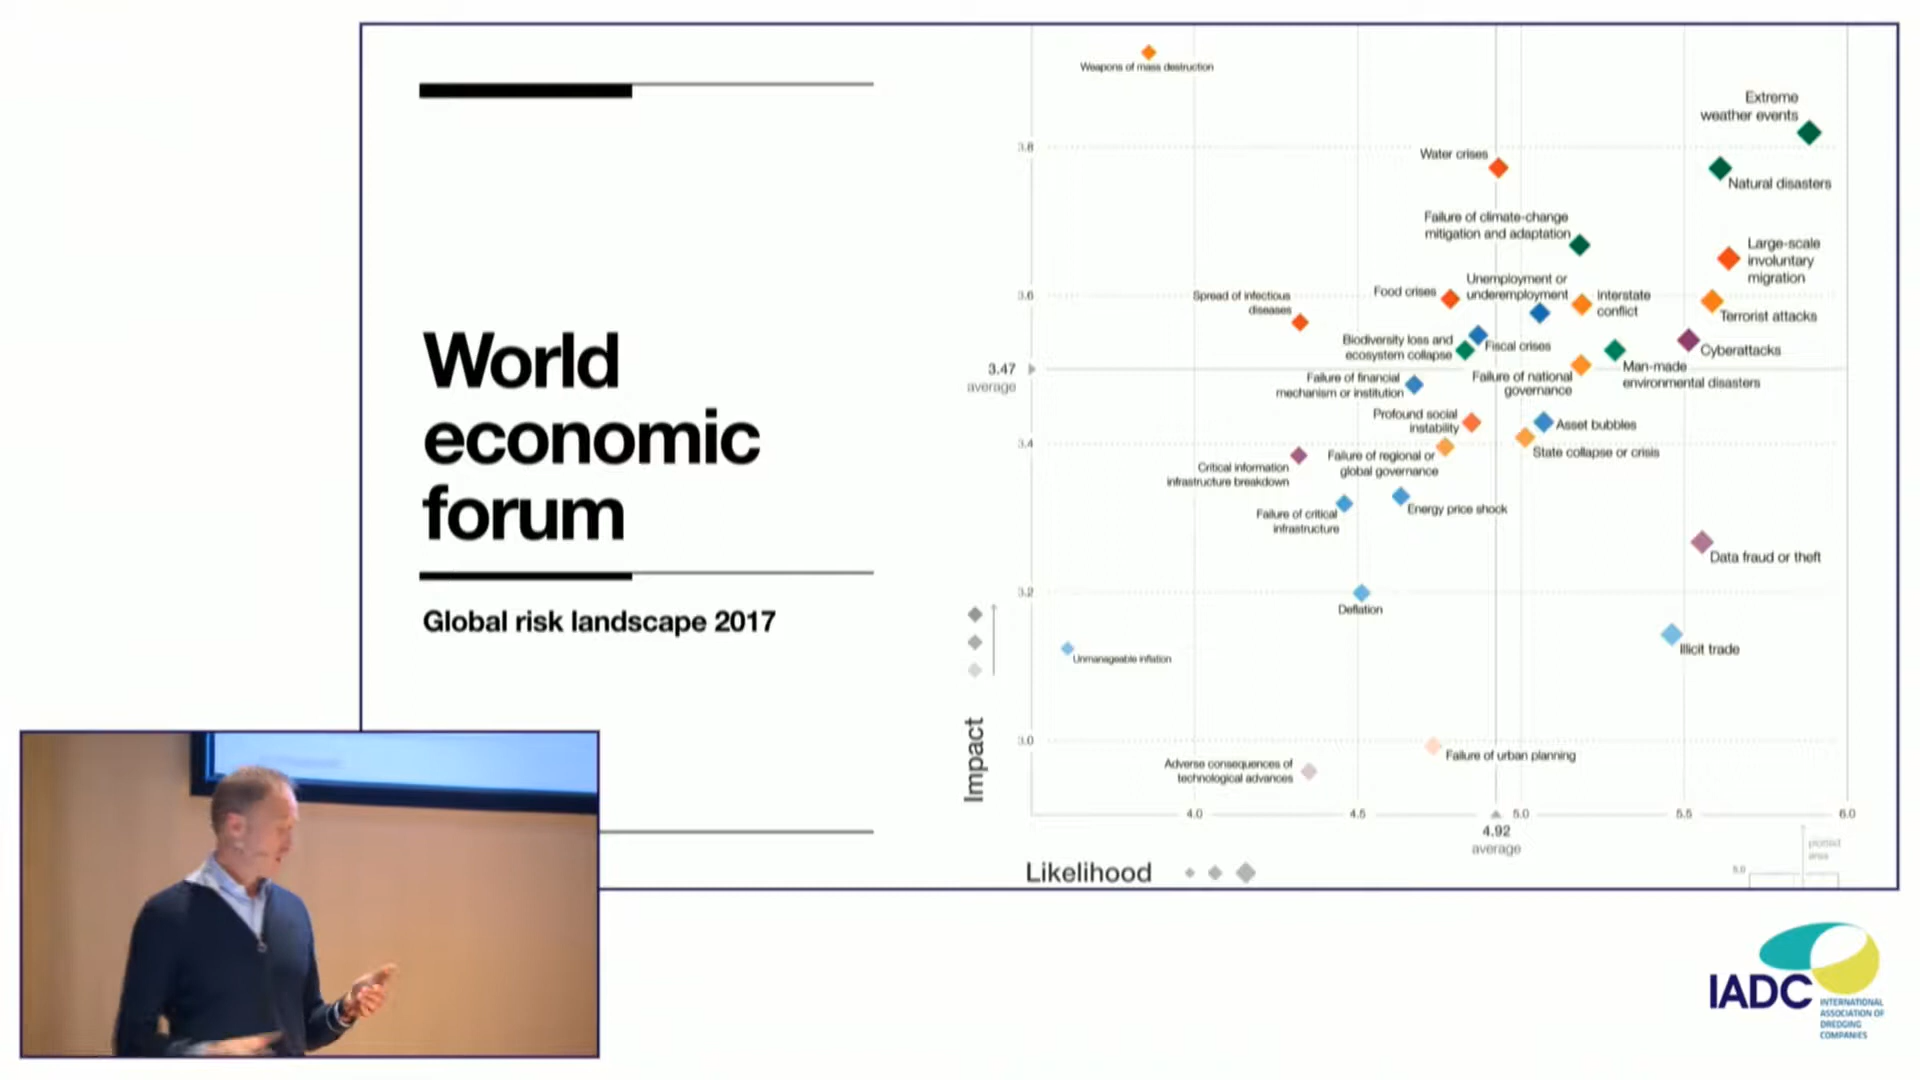 World
economic
forum
Global risk landscape 2017
Weapons of mass destruction
Extreme
weather events
3.8
Water crises
Natural disasters
Failure of climate-change
mitigation and adaptation
Large-scale
involuntary
migration
Unemployment or
underemployment
Food crises
3.6
Spread of infectious
diseases
Interstate
conflict
Terrorist attacks
Biodiversity loss and
ecosystem collapse
Fiscal crises
Cyberattacks
3.47
average
Man-made
environmental disasters
Failure of financial
mechanism or institution
Failure of national
governance
Profound social
instability
Asset bubbles
3.4
State collapse or crisis
Failure of regional or
global governance
Critical information
infrastructure breakdown
Energy price shock
Failure of critical
infrastructure
Data fraud or theft
3.2
Deflation
Illicit trade
Unmanageable inflation
3.0
Failure of urban planning
Adverse consequences of
technological advances
Impact
4.0
4.5
5.0
5.5
6.0
4.92
average
plotted
area
5.0
Likelihood
IADC
INTERNATIONAL
ASSOCIATION OF
DREDGING
COMPANIES